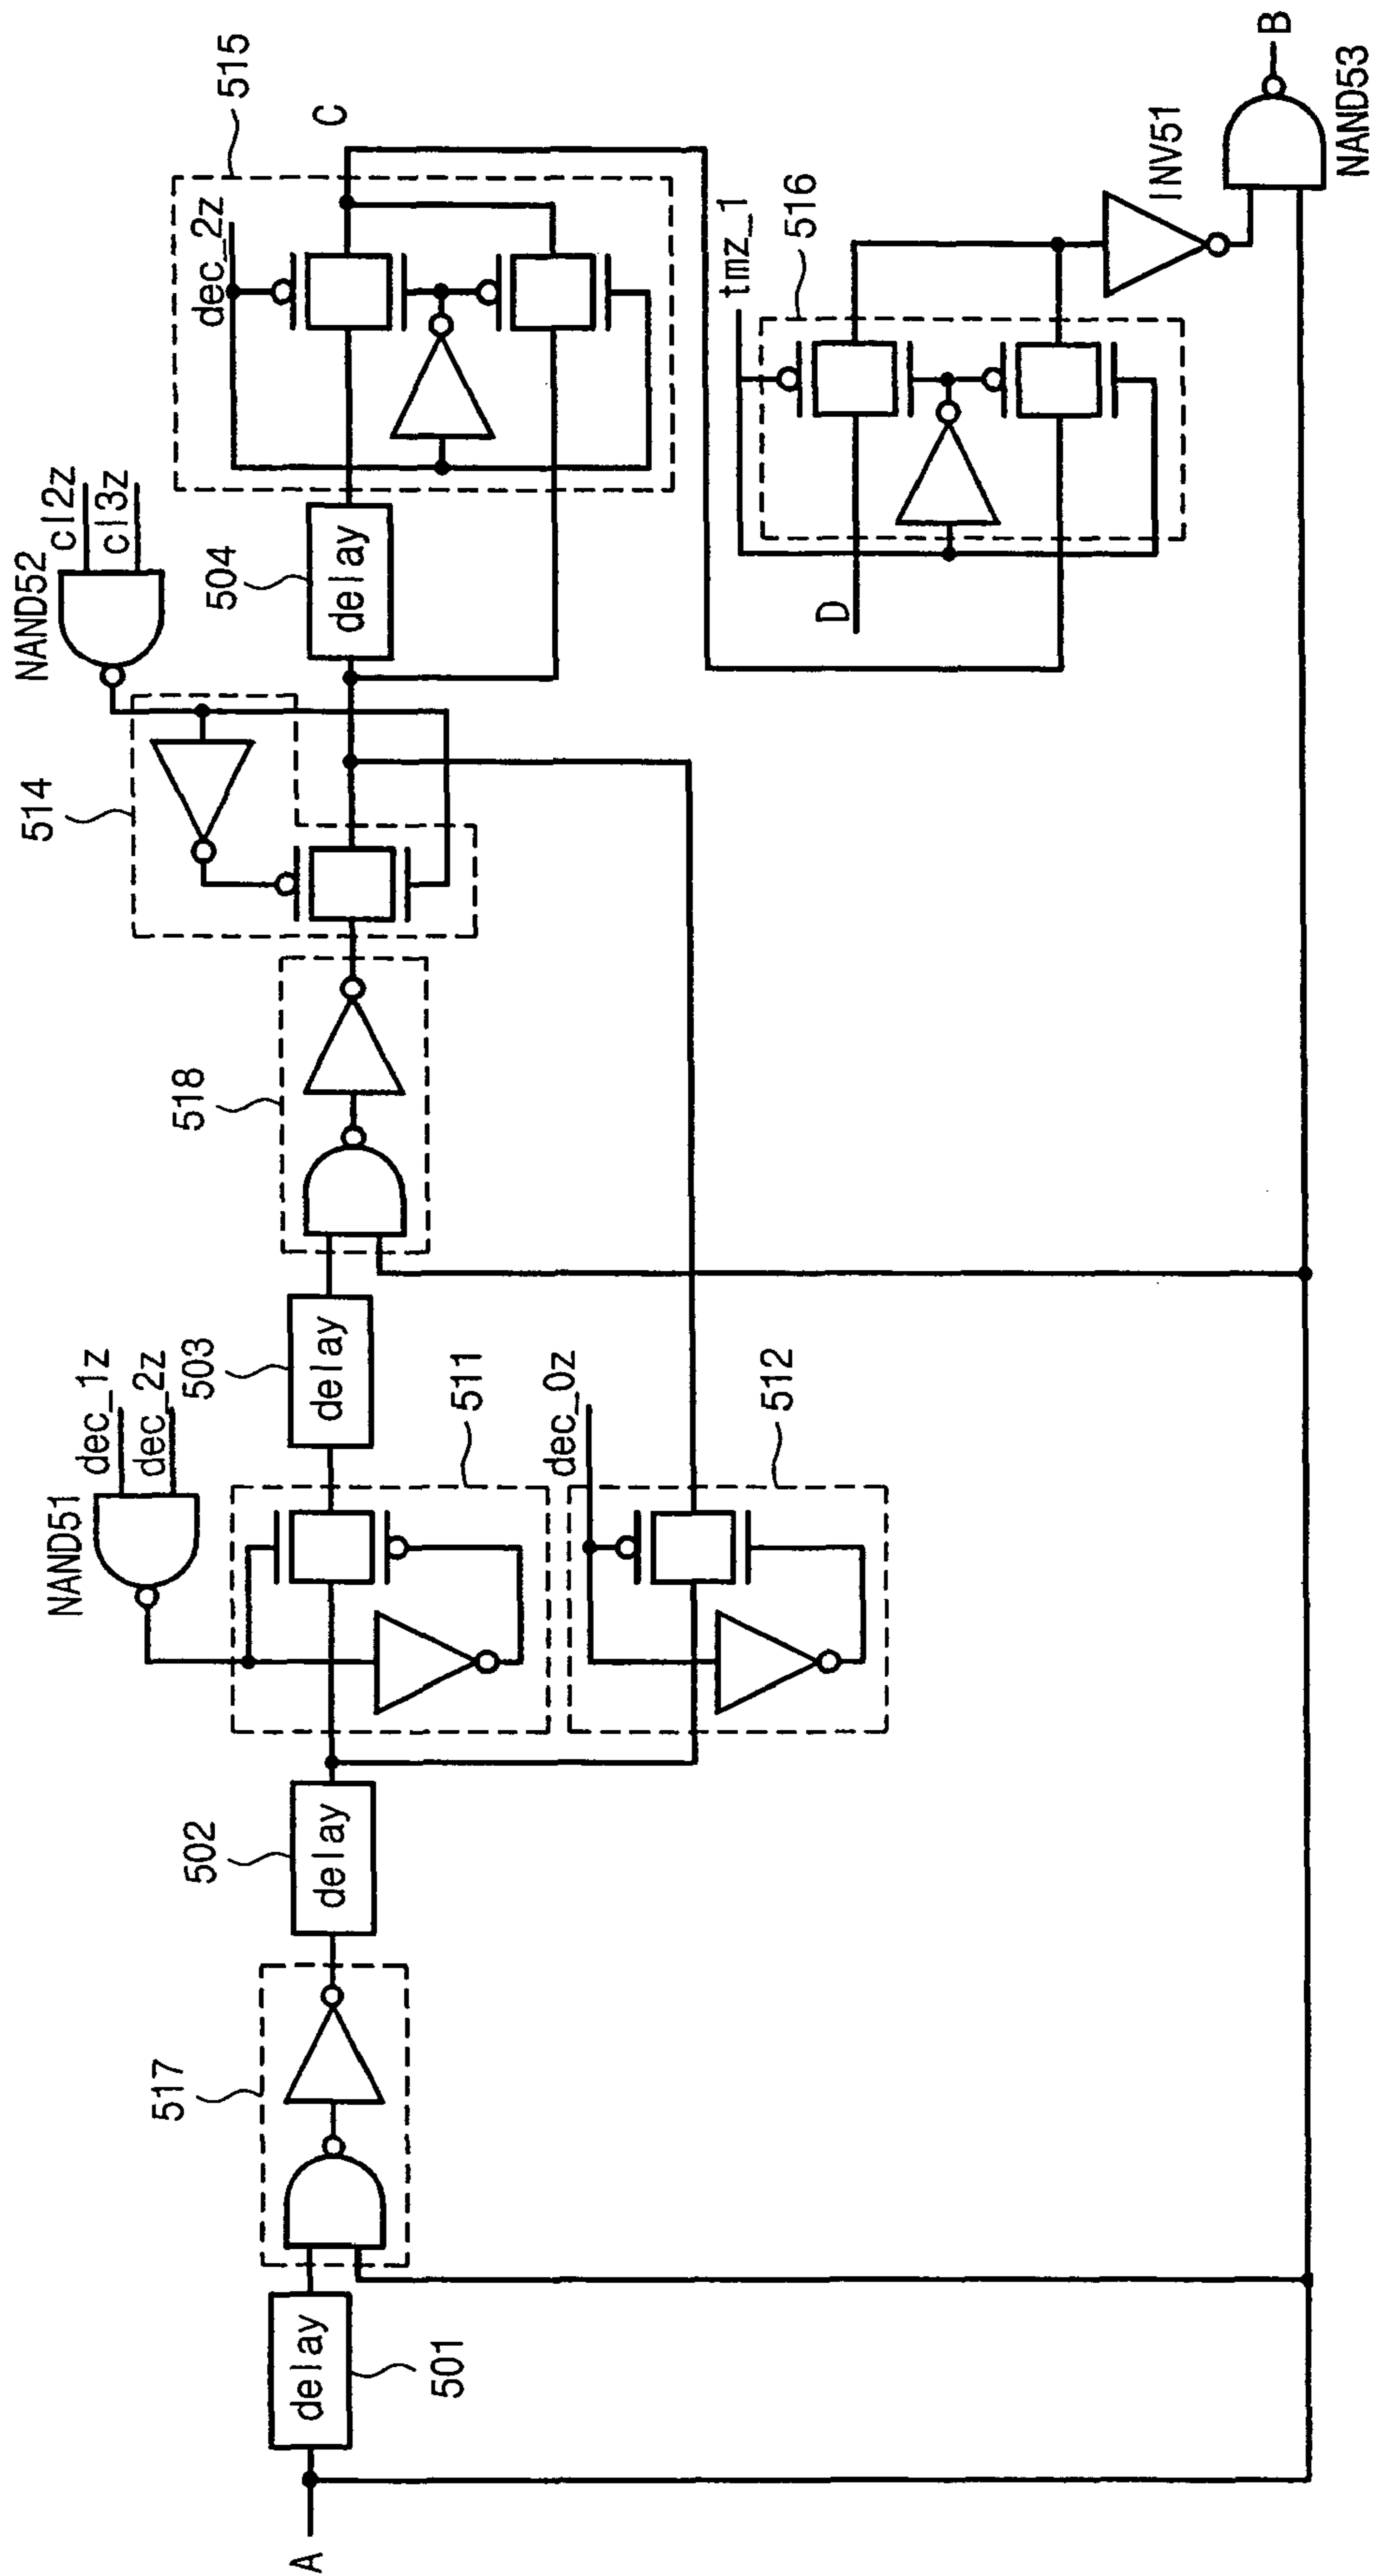 A
delay
501
517
delay
502
NAND51
dec_1z
dec_2z
511
dec_0z
512
delay
503
518
514
NAND52
cl2z
cl3z
delay
504
dec_2z
515
C
D
tmz_1
516
INV51
NAND53
B